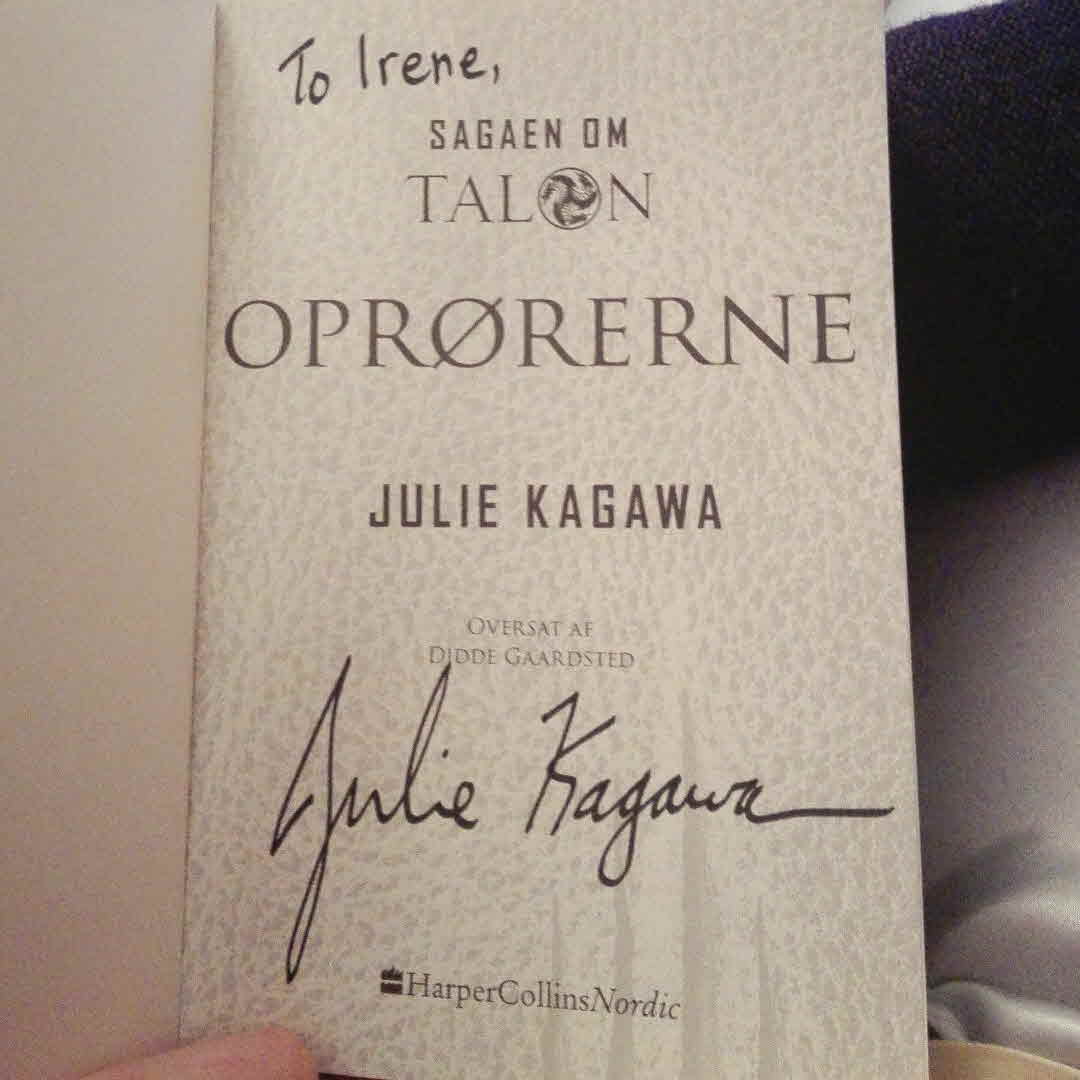 To Irene,
SAGAEN OM
TALON
OPRØRERNE
JULIE KAGAWA
OVERSAT AF
DIDDE GAARDSTED
Julie Kagawa
HarperCollinsNordic